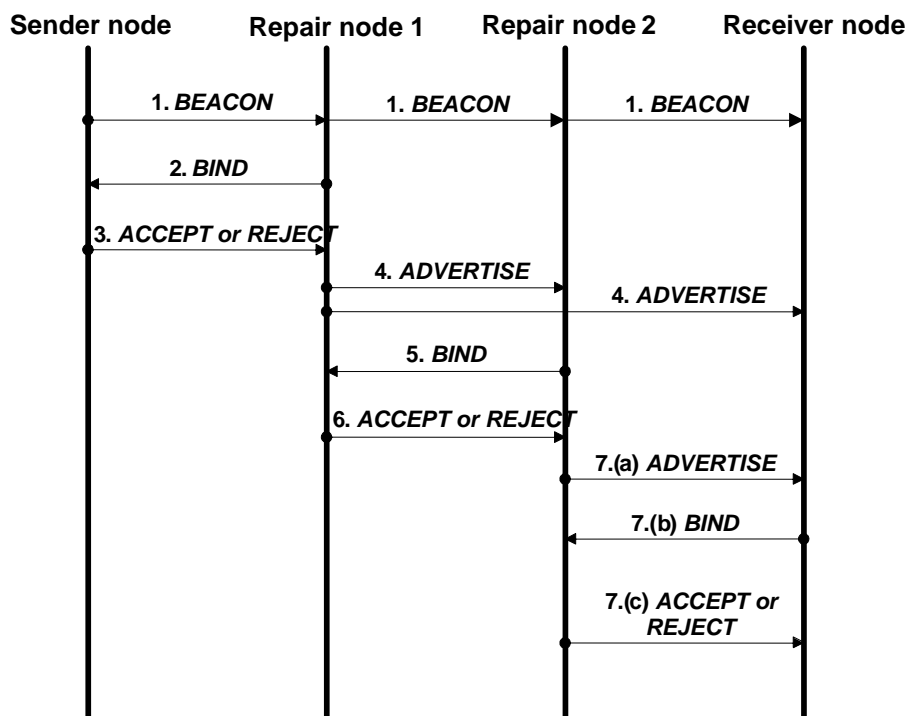 Sender node
Repair node 1
Repair node 2
Receiver node
1. BEACON
1. BEACON
1. BEACON
2. BIND
3. ACCEPT or REJECT
4. ADVERTISE
4. ADVERTISE
5. BIND
6. ACCEPT or REJECT
7.(a) ADVERTISE
7.(b) BIND
7.(c) ACCEPT or
REJECT